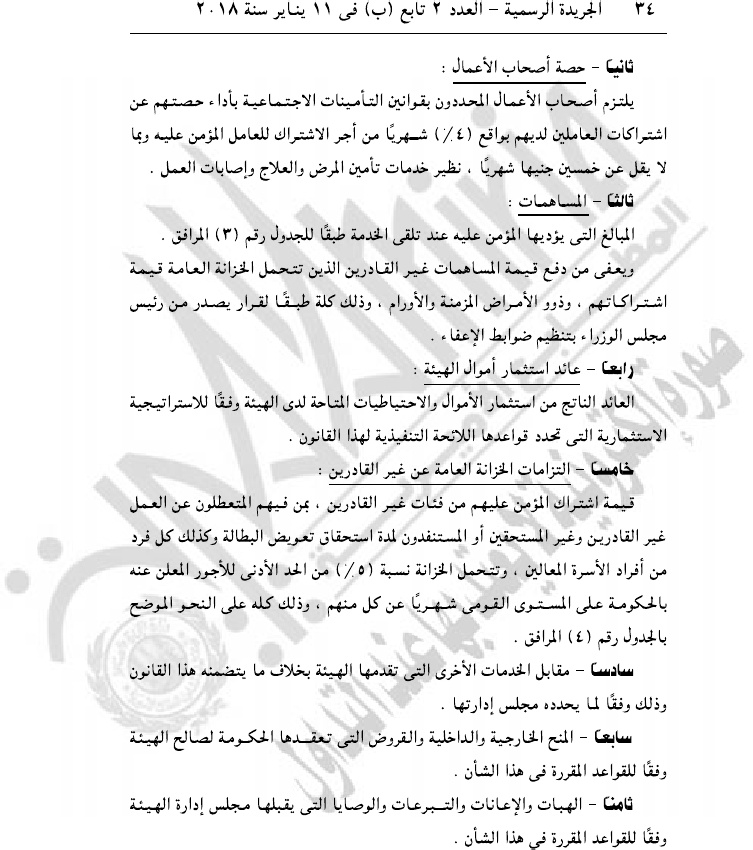 ٣٤ الجريدة الرسمية – العدد ٢ تابع (ب) فى ١١ يناير سنة ٢٠١٨
ثانيا – حصة أصحاب الأعمال :
يلتزم أصحاب الأعمال المحددون بقوانين التأمينات الاجتماعية بأداء حصتهم عن
اشتراكات العاملين لديهم بواقع (٤٪) شهريًا من أجر الاشتراك للعامل المؤمن عليه وبما
لا يقل عن خمسين جنيها شهريًا ، نظير خدمات تأمين المرض والعلاج وإصابات العمل .
ثالثا – المساهمات :
المبالغ التى يؤديها المؤمن عليه عند تلقى الخدمة طبقًا للجدول رقم (٣) المرافق .
ويعفى من دفع قيمة المساهمات غير القادرين الذين تتحمل الخزانة العامة قيمة
اشتراكاتهم ، وذوو الأمراض المزمنة والأورام ، وذلك كلة طبقًا لقرار يصدر من رئيس
مجلس الوزراء بتنظيم ضوابط الإعفاء .
رابعا – عائد استثمار أموال الهيئة :
العائد الناتج من استثمار الأموال والاحتياطيات المتاحة لدى الهيئة وفقًا للاستراتيجية
الاستثمارية التى تحدد قواعدها اللائحة التنفيذية لهذا القانون .
خامسا – التزامات الخزانة العامة عن غير القادرين :
قيمة اشتراك المؤمن عليهم من فئات غير القادرين ، بمن فيهم المتعطلون عن العمل
غير القادرين وغير المستحقين أو المستنفدون لمدة استحقاق تعويض البطالة وكذلك كل فرد
من أفراد الأسرة المعالين ، وتتحمل الخزانة نسبة (٥٪) من الحد الأدنى للأجور المعلن عنه
بالحكومة على المستوى القومى شهريًا عن كل منهم ، وذلك كله على النحو الموضح
بالجدول رقم (٤) المرافق .
سادسا – مقابل الخدمات الأخرى التى تقدمها الهيئة بخلاف ما يتضمنه هذا القانون
وذلك وفقًا لما يحدده مجلس إدارتها .
سابعا – المنح الخارجية والداخلية والقروض التى تعقدها الحكومة لصالح الهيئة
وفقًا للقواعد المقررة فى هذا الشأن .
ثامنا – الهبات والإعانات والتبرعات والوصايا التى يقبلها مجلس إدارة الهيئة
وفقًا للقواعد المقررة في هذا الشأن .